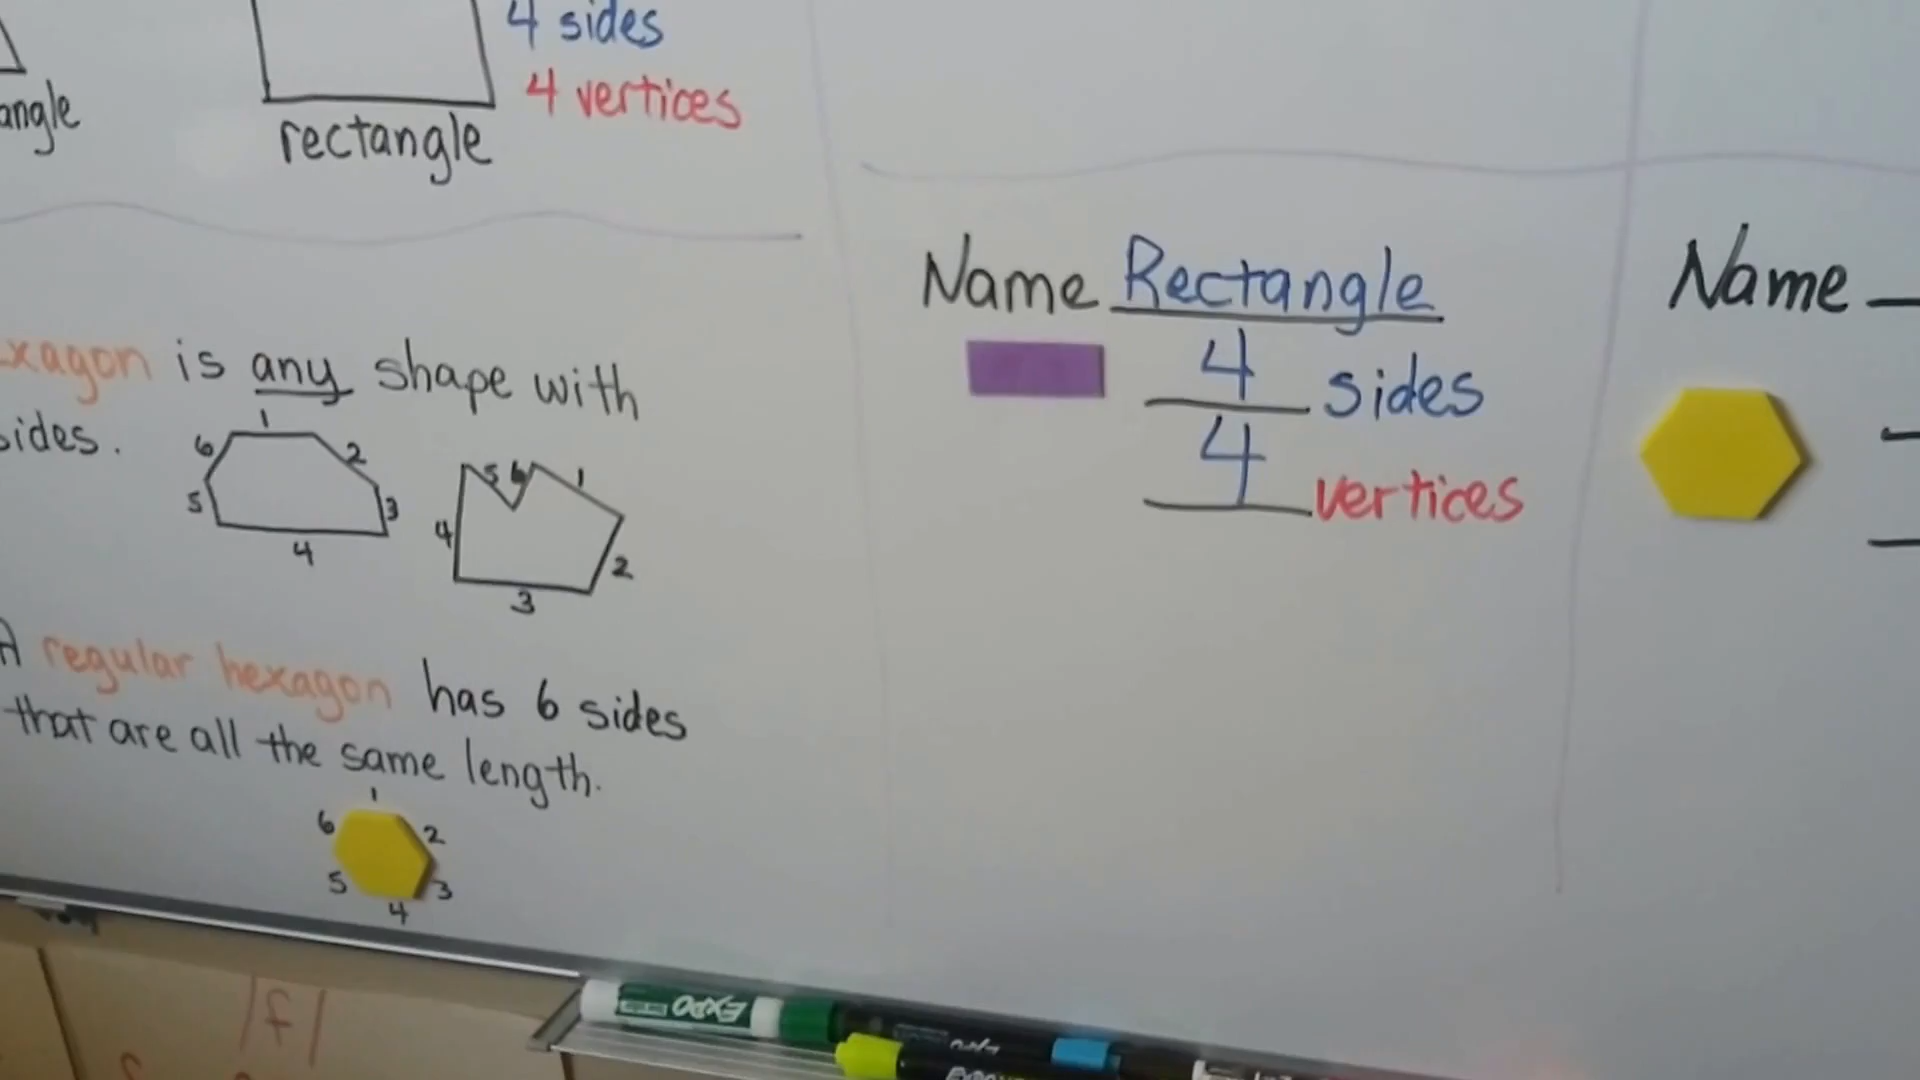 4 sides
4 vertices
angle
rectangle
xagon is any shape with
sides.
1
6
2
5
3
4
5 6 1
4
2
3
A regular hexagon has 6 sides
that are all the same length.
1
6 2
5 3
4
Name Rectangle
4 sides
4 vertices
Name
EXPO
/f/